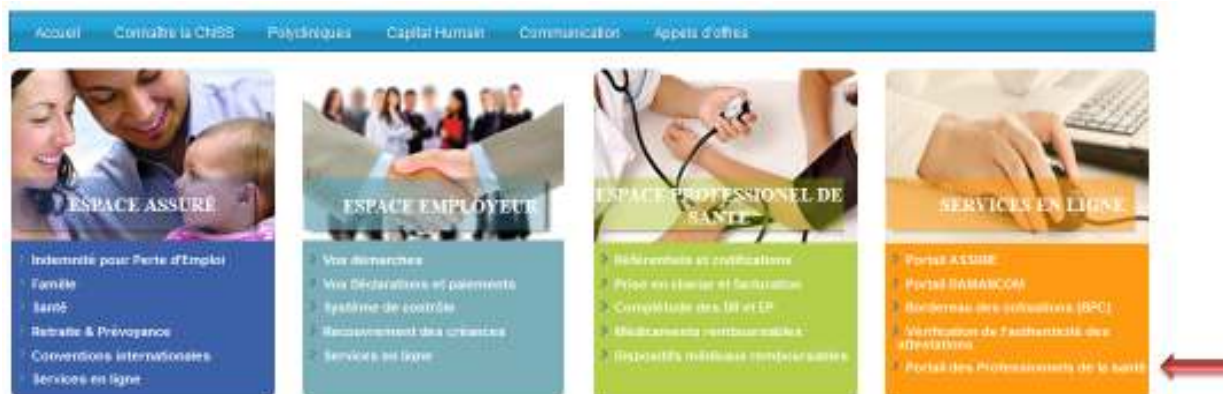 Accueil Connaître la CNSS Polycliniques Capital Humain Communication Appels d'offres
ESPACE ASSURÉ
Indemnité pour Perte d'Emploi
Famille
Santé
Retraite & Prévoyance
Conventions internationales
Services en ligne
ESPACE EMPLOYEUR
Vos démarches
Vos Déclarations et paiements
Système de contrôle
Recouvrement des créances
Services en ligne
ESPACE PROFESSIONEL DE
SANTE
Référentiels et cotifications
Prise en charge et facturation
Complétude des DR et EP
Médicaments remboursables
Dispositifs médicaux remboursables
SERVICES EN LIGNE
Portail ASSURE
Portail DAMANCOM
Bordereau des cotisations (BPC)
Vérification de l'authenticité des
attestations
Portail des Professionnels de la santé